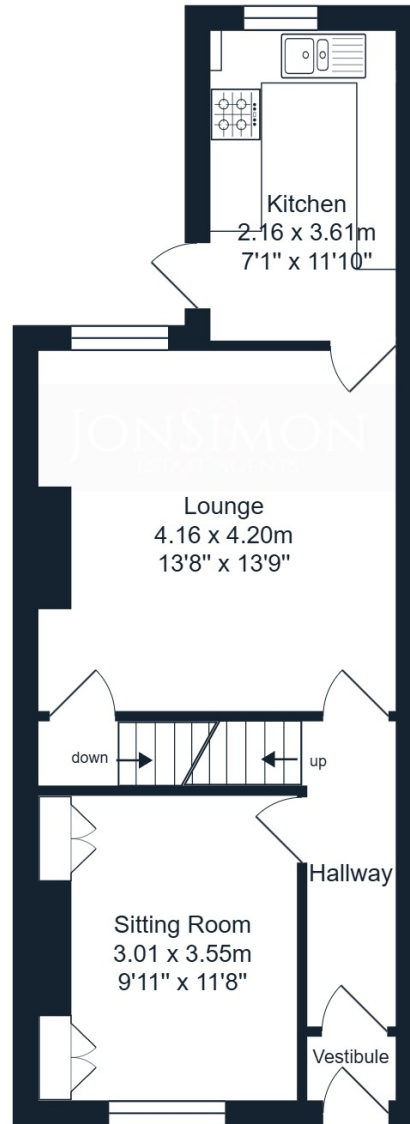 Kitchen
2.16 x 3.61m
7'1" x 11'10"
JonSimon
Lounge
4.16 x 4.20m
13'8" x 13'9"
down
up
Hallway
Sitting Room
3.01 x 3.55m
9'11" x 11'8"
Vestibule